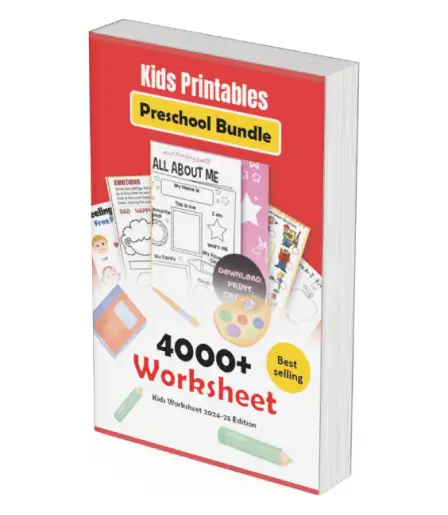 Kids Printables
Preschool Bundle
ALL ABOUT ME
My Name is
This is me
I am
years old
My Family
EMOTIONS
SAD
DOWNLOAD,
PRINT
4000+
Worksheet
Best
selling
Kids Worksheet 2024-25 Edition